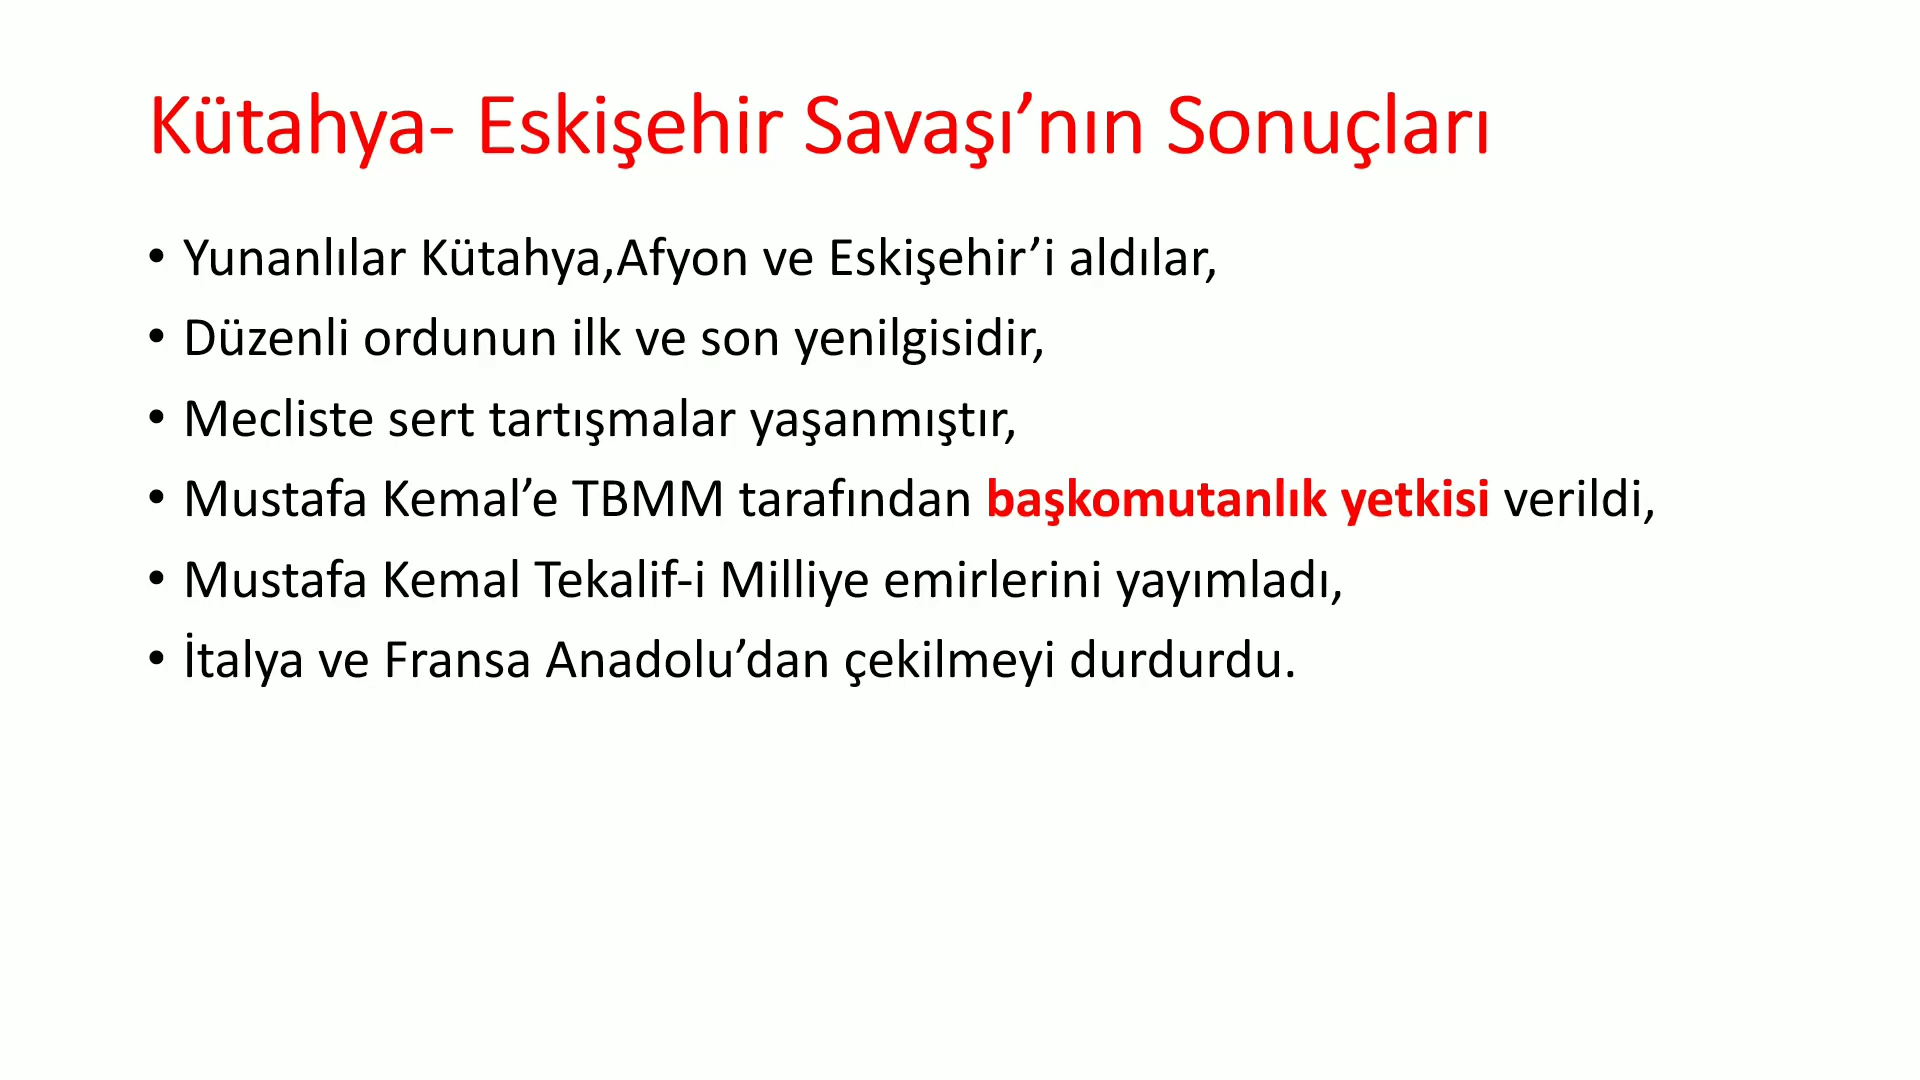 Kütahya- Eskişehir Savaşı’nın Sonuçları
• Yunanlılar Kütahya,Afyon ve Eskişehir’i aldılar,
• Düzenli ordunun ilk ve son yenilgisidir,
• Mecliste sert tartışmalar yaşanmıştır,
• Mustafa Kemal’e TBMM tarafından başkomutanlık yetkisi verildi,
• Mustafa Kemal Tekalif-i Milliye emirlerini yayımladı,
• İtalya ve Fransa Anadolu’dan çekilmeyi durdurdu.